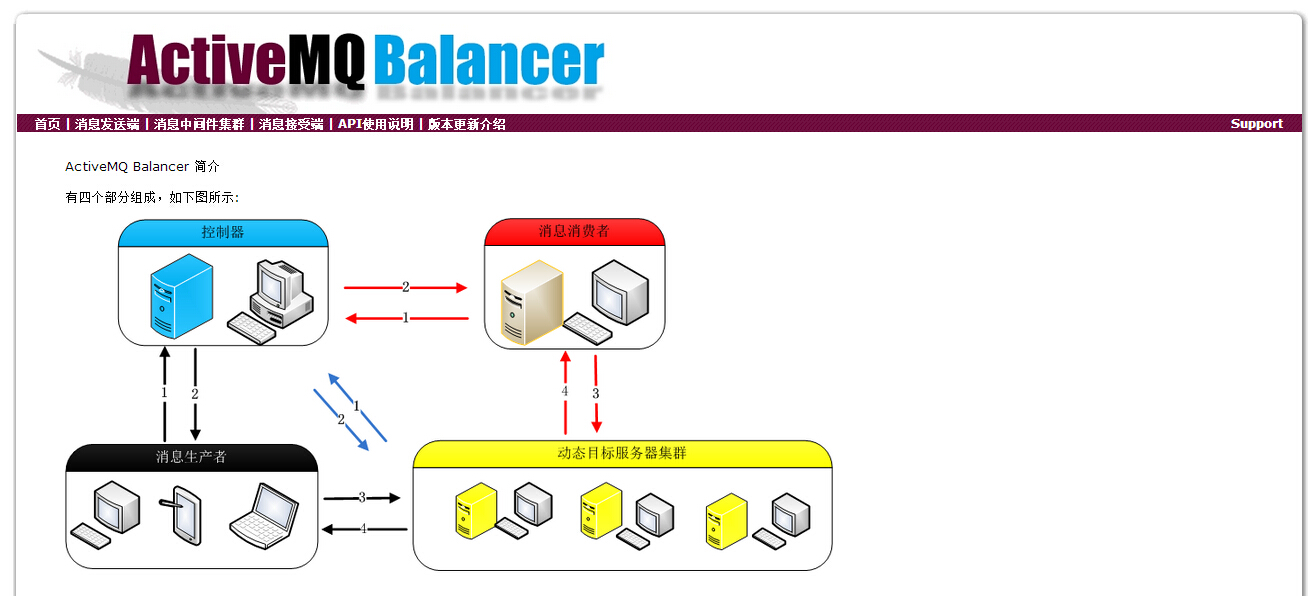 ActiveMQ Balancer
首页 | 消息发送端 | 消息中间件集群 | 消息接受端 | API使用说明 | 版本更新介绍 Support
ActiveMQ Balancer 简介
有四个部分组成，如下图所示:
控制器
消息消费者
2
1
1
2
4
3
1
2
消息生产者
动态目标服务器集群
3
4